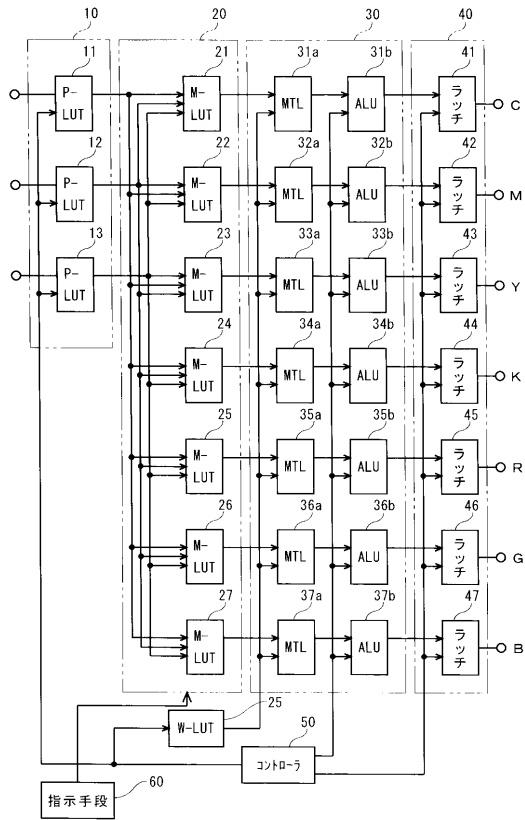 10 20 30 40
11 21 31a 31b 41
P-LUT M-LUT MTL ALU ラッチ C
12 22 32a 32b 42
P-LUT M-LUT MTL ALU ラッチ M
13 23 33a 33b 43
P-LUT M-LUT MTL ALU ラッチ Y
24 34a 34b 44
M-LUT MTL ALU ラッチ K
25 35a 35b 45
M-LUT MTL ALU ラッチ R
26 36a 36b 46
M-LUT MTL ALU ラッチ G
27 37a 37b 47
M-LUT MTL ALU ラッチ B
25 50
W-LUT コントローラ
60
指示手段